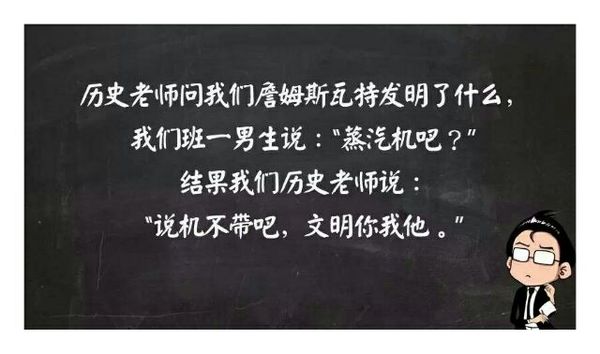 历史老师问我们詹姆斯瓦特发明了什么，
我们班一男生说：“蒸汽机吧？”
结果我们历史老师说：
“说机不带吧，文明你我他。”